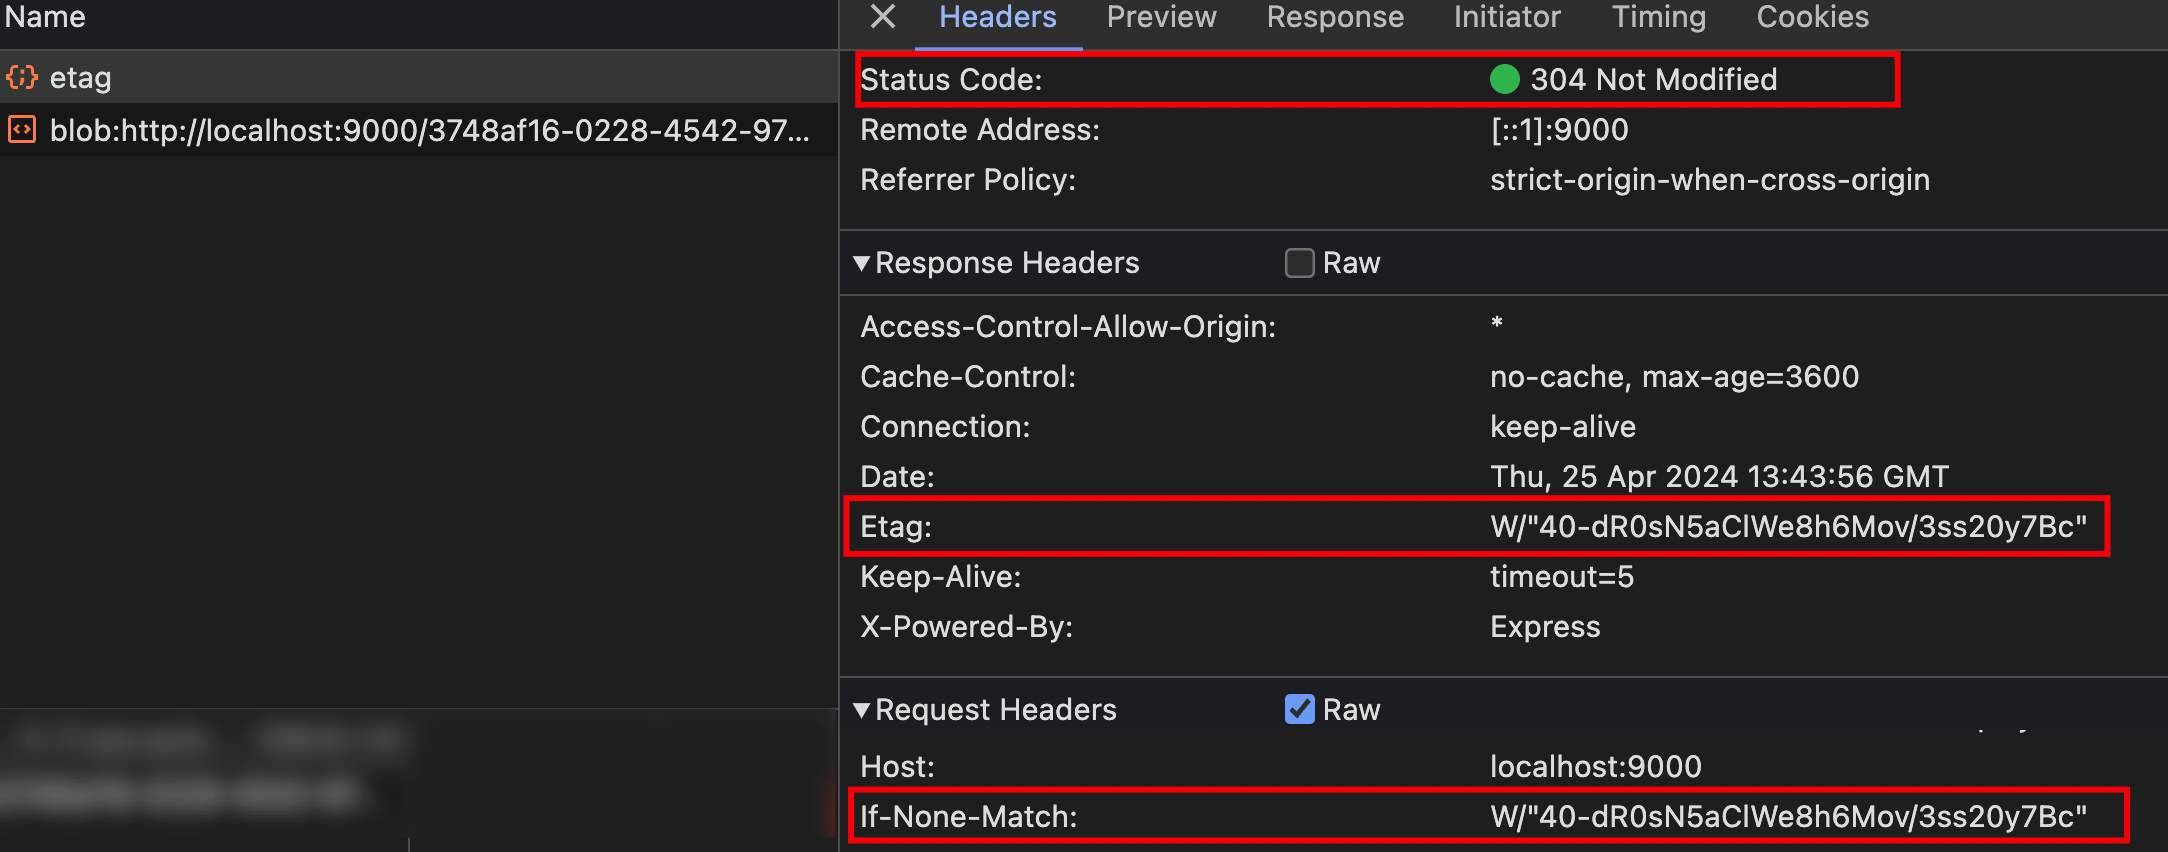 Name
etag
blob:http://localhost:9000/3748af16-0228-4542-97...
Headers Preview Response Initiator Timing Cookies
Status Code: 304 Not Modified
Remote Address: [::1]:9000
Referrer Policy: strict-origin-when-cross-origin
Response Headers Raw
Access-Control-Allow-Origin: *
Cache-Control: no-cache, max-age=3600
Connection: keep-alive
Date: Thu, 25 Apr 2024 13:43:56 GMT
Etag: W/"40-dR0sN5aClWe8h6Mov/3ss20y7Bc"
Keep-Alive: timeout=5
X-Powered-By: Express
Request Headers Raw
Host: localhost:9000
If-None-Match: W/"40-dR0sN5aClWe8h6Mov/3ss20y7Bc"